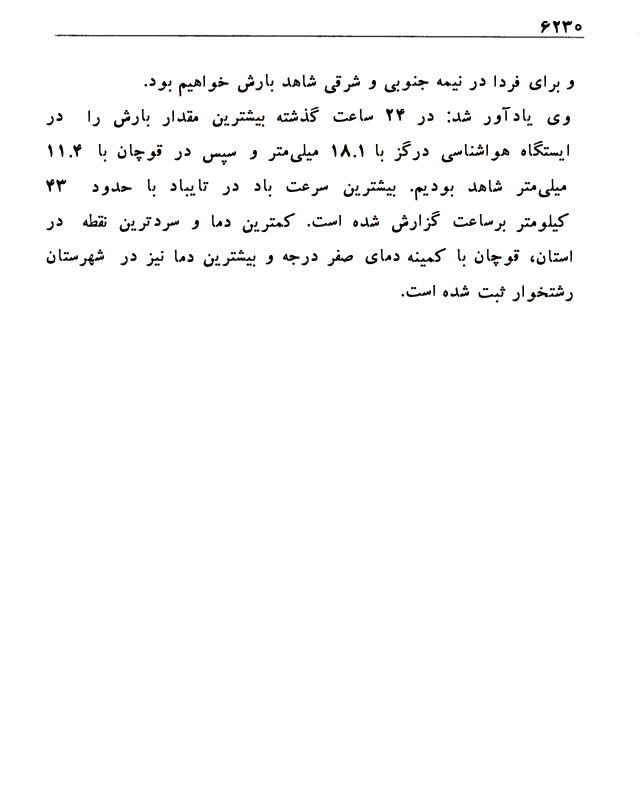 ۶۲۳۰
و برای فردا در نیمه جنوبی و شرقی شاهد بارش خواهیم بود.
وی یادآور شد: در ۲۴ ساعت گذشته بیشترین مقدار بارش را در
ایستگاه هواشناسی درگز با ۱۸.۱ میلی‌متر و سپس در قوچان با ۱۱.۴
میلی‌متر شاهد بودیم. بیشترین سرعت باد در تایباد با حدود ۴۳
کیلومتر برساعت گزارش شده است. کمترین دما و سردترین نقطه در
استان، قوچان با کمینه دمای صفر درجه و بیشترین دما نیز در شهرستان
رشتخوار ثبت شده است.